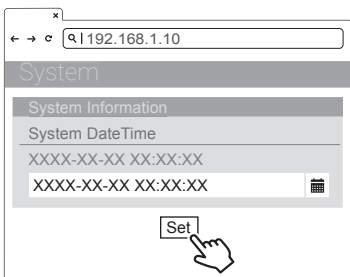 192.168.1.10
System
System Information
System DateTime
XXXX-XX-XX XX:XX:XX
XXXX-XX-XX XX:XX:XX
Set